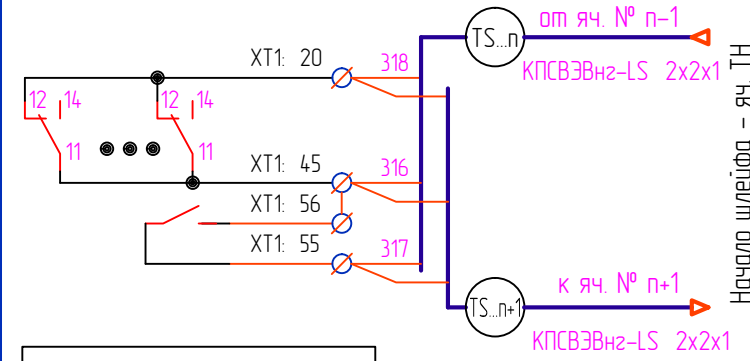 от яч. № n-1
TS...n
XT1: 20
318
КПСВЭВнг-LS 2x2x1
12 14
12 14
11
11
XT1: 45
316
XT1: 56
XT1: 55
317
к яч. № n+1
TS...n+1
КПСВЭВнг-LS 2x2x1
Начало шлейфа - яч. ТН